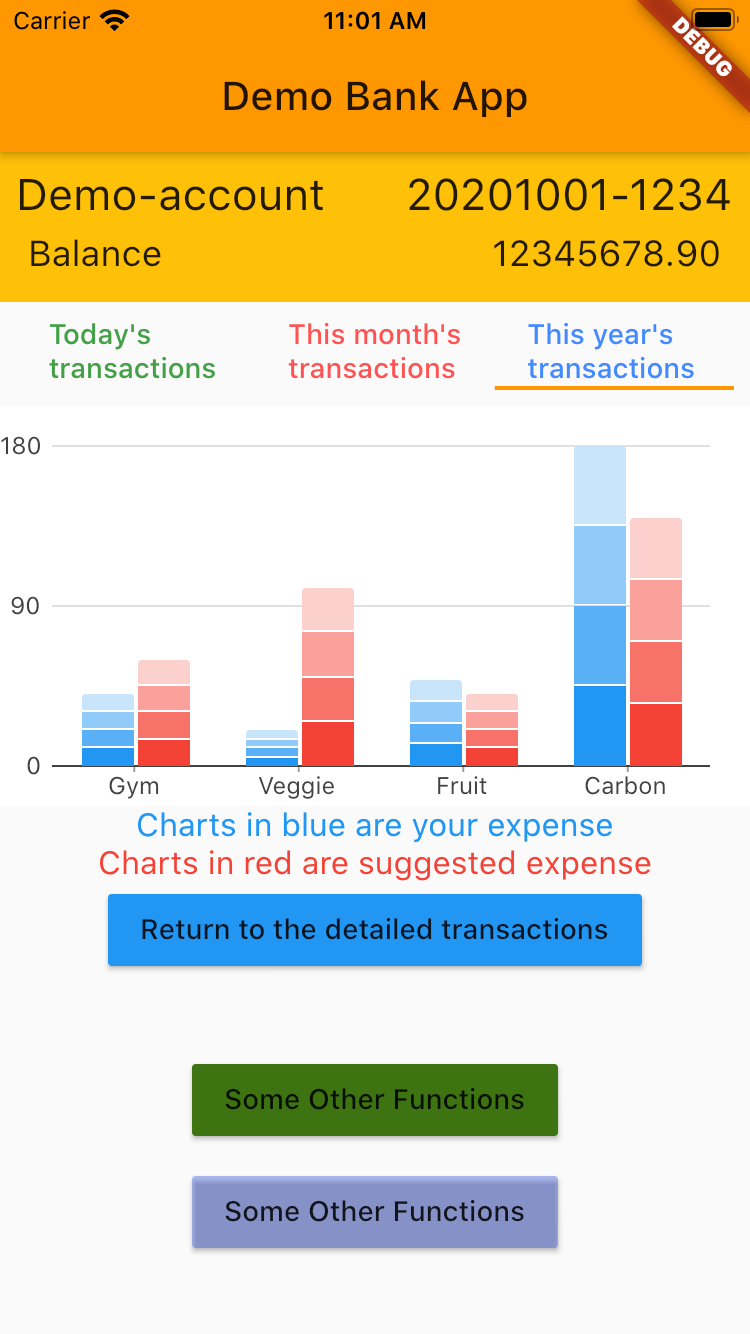 Carrier 11:01 AM
DEBUG
Demo Bank App
Demo-account 20201001-1234
Balance 12345678.90
Today's This month's This year's
transactions transactions transactions
180
90
0
Gym Veggie Fruit Carbon
Charts in blue are your expense
Charts in red are suggested expense
Return to the detailed transactions
Some Other Functions
Some Other Functions